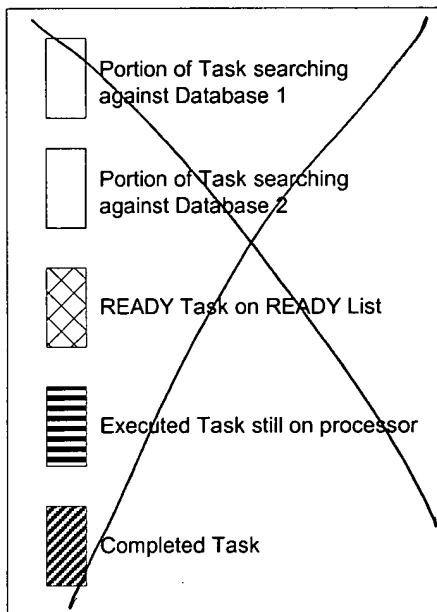 Portion of Task searching
against Database 1
Portion of Task searching
against Database 2
READY Task on READY List
Executed Task still on processor
Completed Task